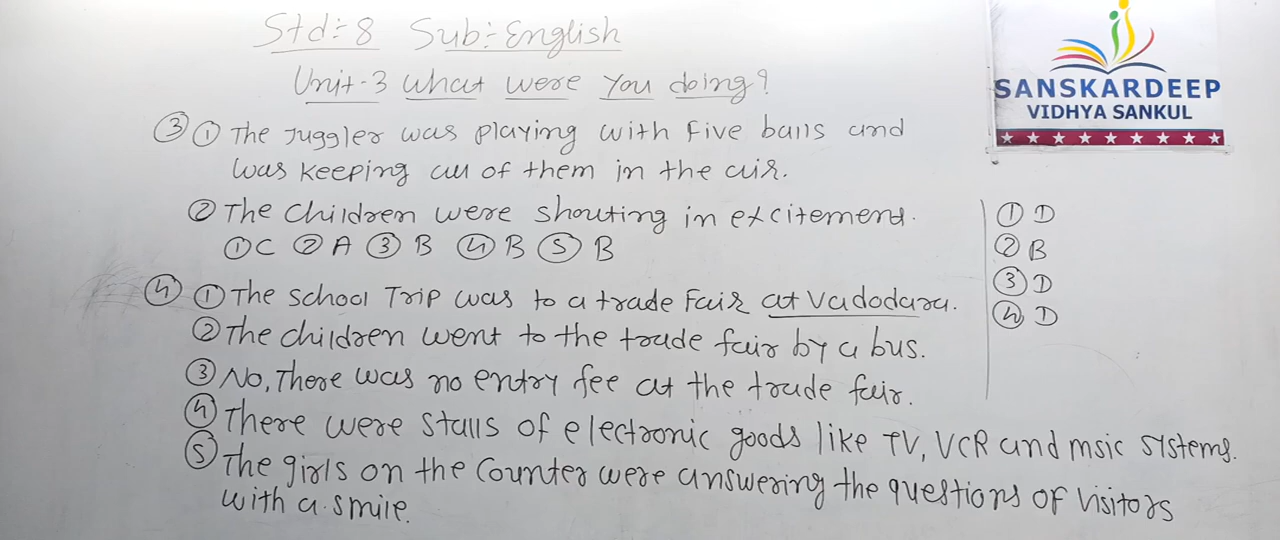 Std:- 8 Sub:- English
Unit-3 What were you doing?
③ ① The Juggler was playing with five balls and
was keeping all of them in the air.
② The children were shouting in excitement.
① C ② A ③ B ④ B ⑤ B
④ ① The school Trip was to a trade Fair at Vadodara.
② The children went to the trade fair by a bus.
③ No, There was no entry fee at the trade fair.
④ There were stalls of electronic goods like TV, VCR and msic systems.
⑤ The girls on the counter were answering the questions of visitors
with a smile.
① D
② B
③ D
④ D
SANSKARDEEP
VIDHYA SANKUL